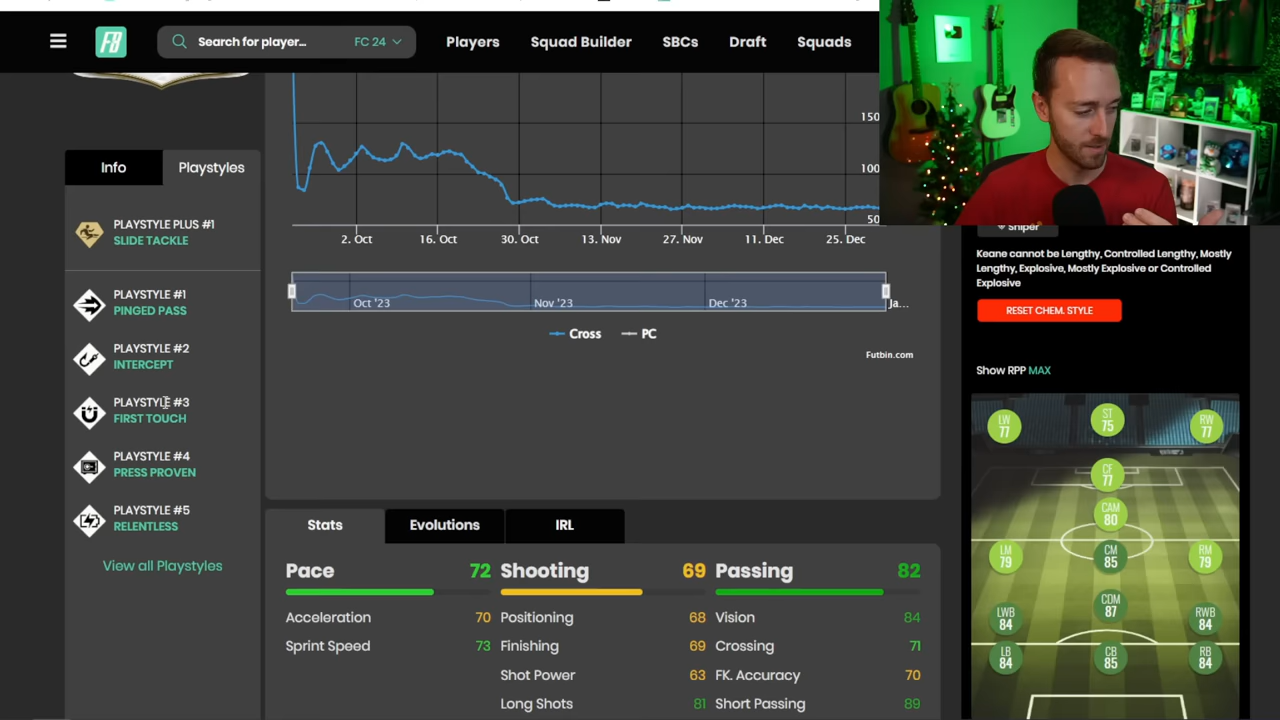 FB
Search for player...
FC 24
Players
Squad Builder
SBCs
Draft
Squads
Info
Playstyles
PLAYSTYLE PLUS #1
SLIDE TACKLE
PLAYSTYLE #1
PINGED PASS
PLAYSTYLE #2
INTERCEPT
PLAYSTYLE #3
FIRST TOUCH
PLAYSTYLE #4
PRESS PROVEN
PLAYSTYLE #5
RELENTLESS
View all Playstyles
150
100
50
2. Oct
16. Oct
30. Oct
13. Nov
27. Nov
11. Dec
25. Dec
Oct '23
Nov '23
Dec '23
Ja...
Cross
PC
Futbin.com
Stats
Evolutions
IRL
Pace 72
Acceleration 70
Sprint Speed 73
Shooting 69
Positioning 68
Finishing 69
Shot Power 63
Long Shots 81
Passing 82
Vision 84
Crossing 71
FK. Accuracy 70
Short Passing 89
Sniper
Keane cannot be Lengthy, Controlled Lengthy, Mostly
Lengthy, Explosive, Mostly Explosive or Controlled
Explosive
RESET CHEM. STYLE
Show RPP MAX
LW
77
ST
75
RW
77
CF
77
CAM
80
LM
79
CM
85
RM
79
CDM
87
LWB
84
RWB
84
LB
84
CB
85
RB
84